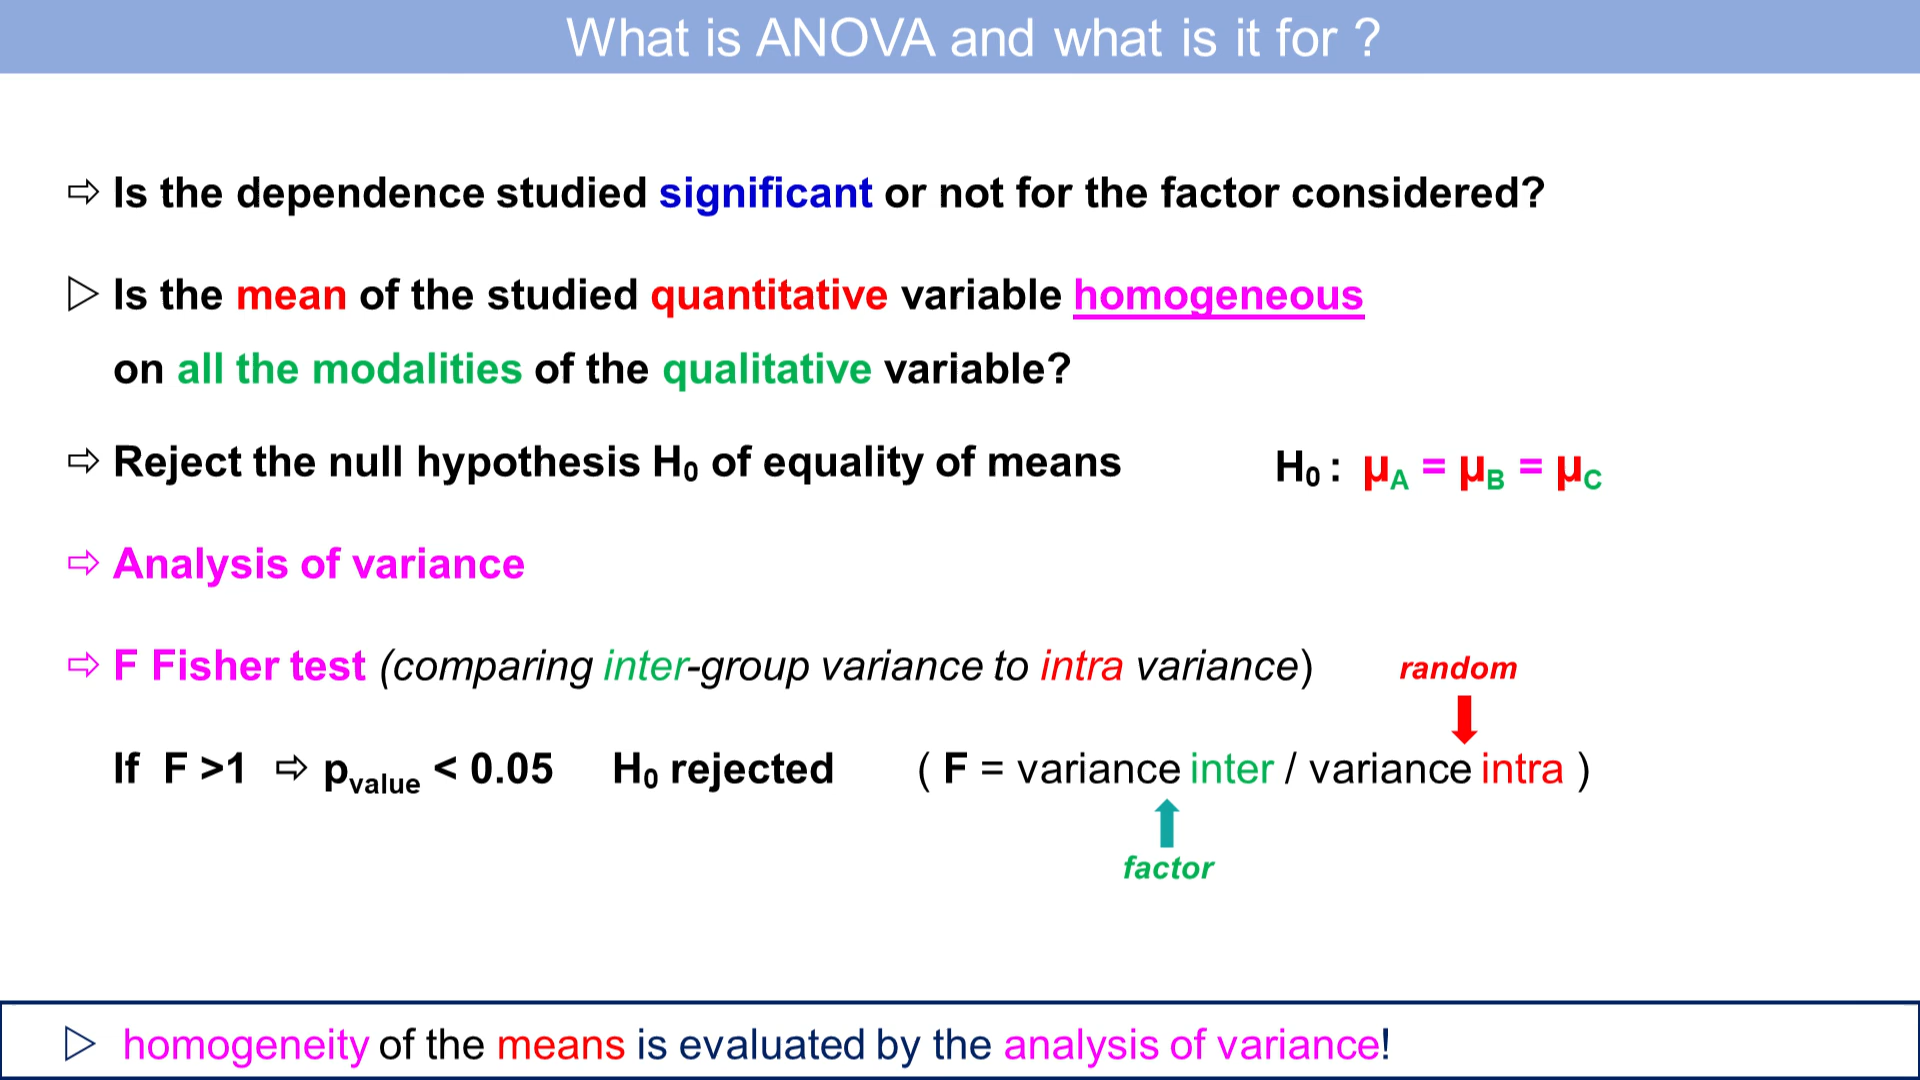 What is ANOVA and what is it for ?
⇨ Is the dependence studied significant or not for the factor considered?
▷ Is the mean of the studied quantitative variable homogeneous
on all the modalities of the qualitative variable?
⇨ Reject the null hypothesis H₀ of equality of means H₀ : μA = μB = μC
⇨ Analysis of variance
⇨ F Fisher test (comparing inter-group variance to intra variance)
random
If F >1 ⇨ pvalue < 0.05 H₀ rejected ( F = variance inter / variance intra )
factor
▷ homogeneity of the means is evaluated by the analysis of variance!